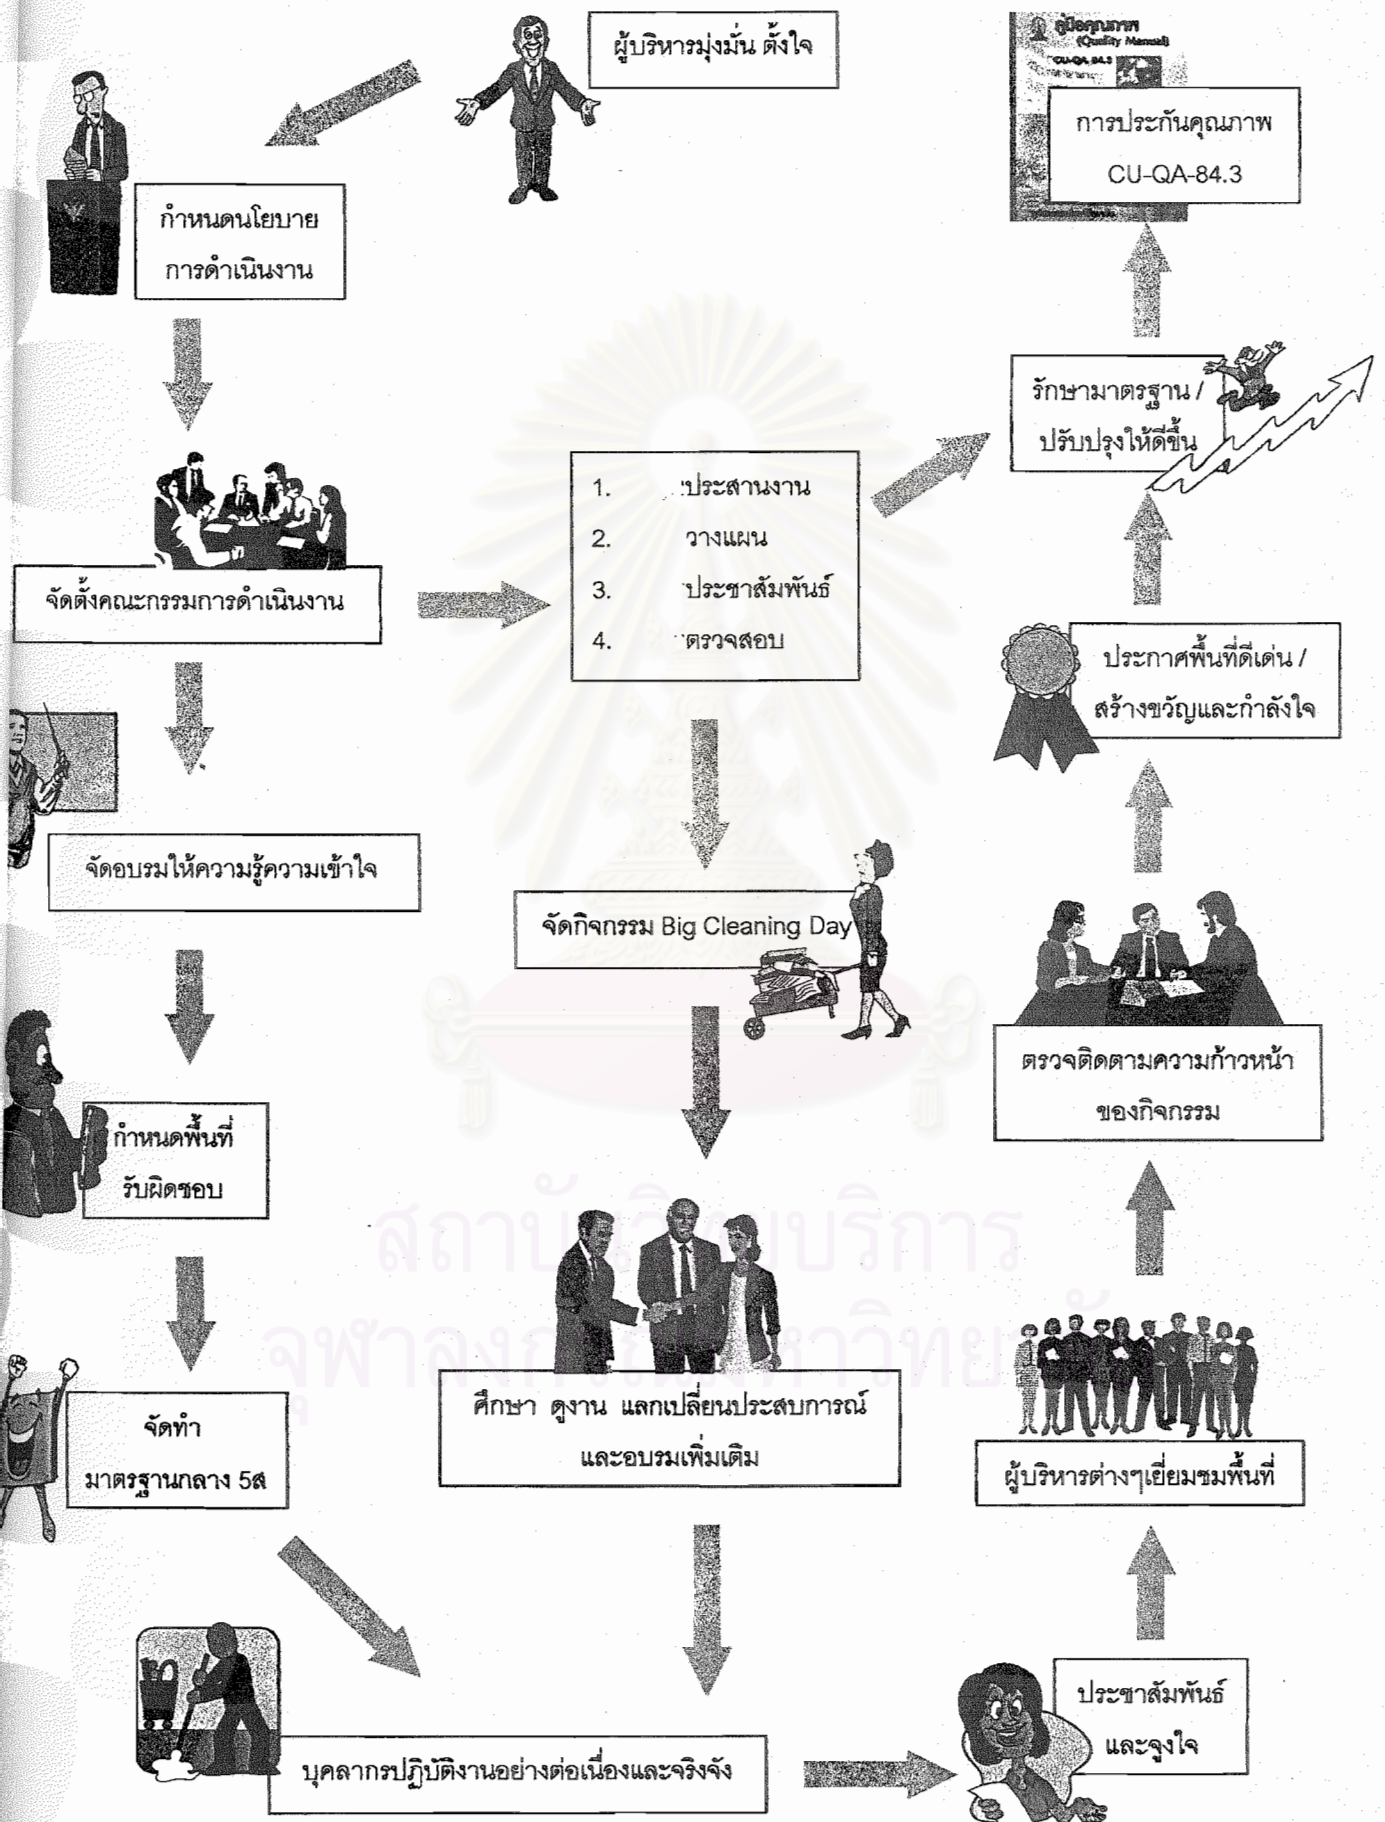 ผู้บริหารมุ่งมั่น ตั้งใจ
กำหนดนโยบาย
การดำเนินงาน
จัดตั้งคณะกรรมการดำเนินงาน
1. ประสานงาน
2. วางแผน
3. ประชาสัมพันธ์
4. ตรวจสอบ
จัดอบรมให้ความรู้ความเข้าใจ
กำหนดพื้นที่
รับผิดชอบ
จัดทำ
มาตรฐานกลาง 5ส
จัดกิจกรรม Big Cleaning Day
ศึกษา ดูงาน แลกเปลี่ยนประสบการณ์
และอบรมเพิ่มเติม
บุคลากรปฏิบัติงานอย่างต่อเนื่องและจริงจัง
ประชาสัมพันธ์
และจูงใจ
ผู้บริหารต่างๆเยี่ยมชมพื้นที่
ตรวจติดตามความก้าวหน้า
ของกิจกรรม
ประกาศพื้นที่ดีเด่น /
สร้างขวัญและกำลังใจ
รักษามาตรฐาน /
ปรับปรุงให้ดีขึ้น
คู่มือคุณภาพ
(Quality Manual)
CU-QA 84.3
การประกันคุณภาพ
CU-QA-84.3
สถาบันวิทยบริการ
จุฬาลงกรณ์มหาวิทยาลัย